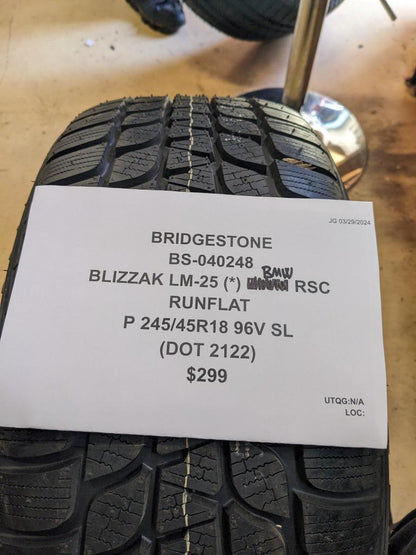 JG 03/29/2024
BRIDGESTONE
BS-040248
BLIZZAK LM-25 (*) BMW RSC
RUNFLAT
P 245/45R18 96V SL
(DOT 2122)
$299
UTQG:N/A
LOC: